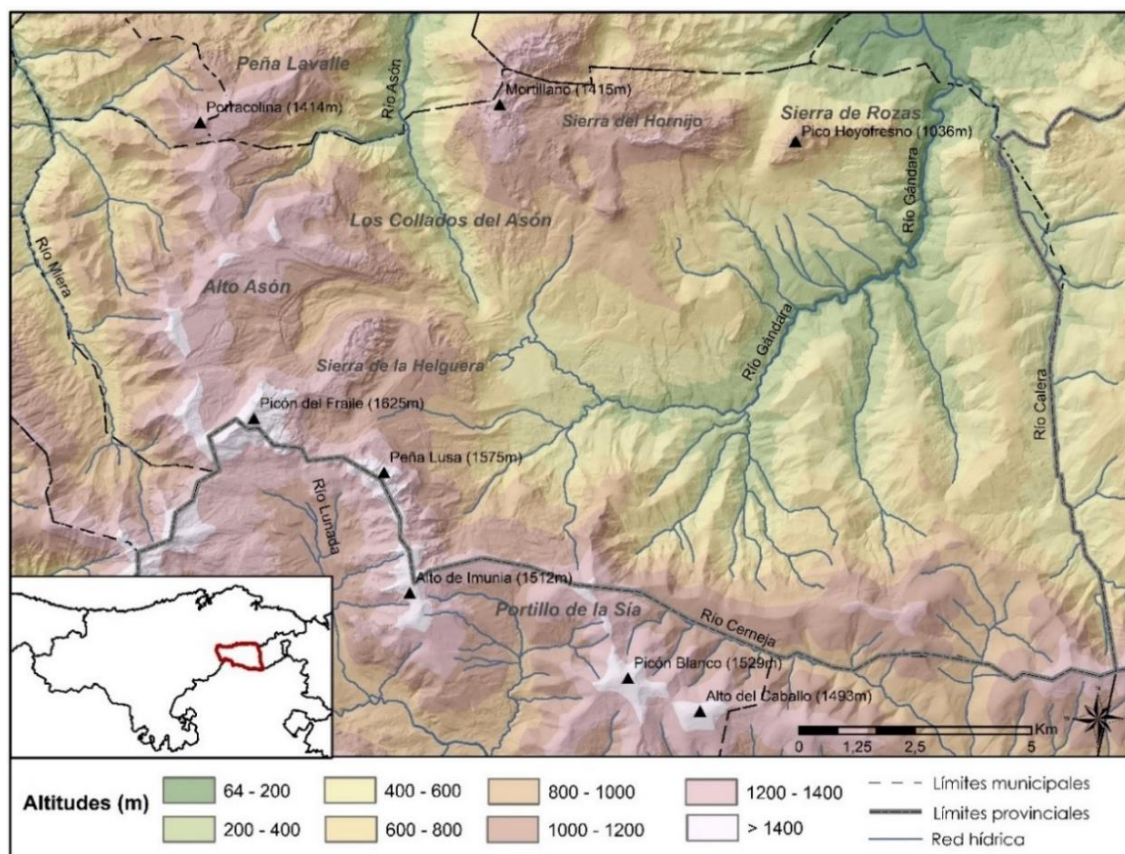 Peña Lavalle
Río Asón
Mortillano (1415m)
Porracolina (1414m)
Sierra del Hornijo
Sierra de Rozas
Pico Hoyofresno (1036m)
Río Gándara
Los Collados del Asón
Río Miera
Alto Asón
Río Gándara
Sierra de la Helguera
Río Calera
Picón del Fraile (1625m)
Peña Lusa (1575m)
Río Lunada
Alto de Imunia (1512m)
Portillo de la Sía
Río Cerneja
Picón Blanco (1529m)
Alto del Caballo (1493m)
Km
0 1,25 2,5 5
Altitudes (m)
64 - 200
200 - 400
400 - 600
600 - 800
800 - 1000
1000 - 1200
1200 - 1400
> 1400
Límites municipales
Límites provinciales
Red hídrica